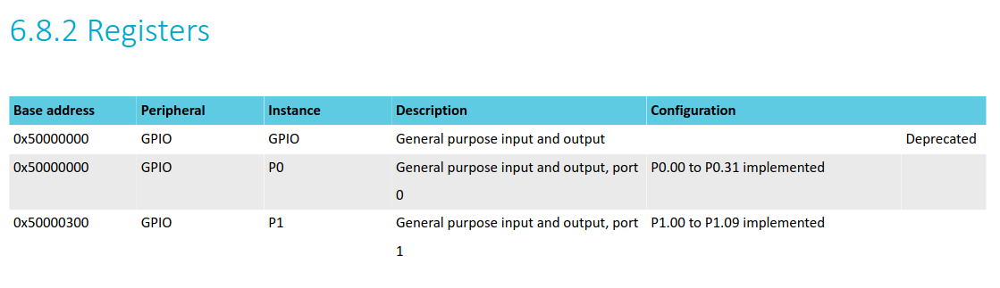 6.8.2 Registers
Base address Peripheral Instance Description Configuration
0x50000000 GPIO GPIO General purpose input and output Deprecated
0x50000000 GPIO P0 General purpose input and output, port P0.00 to P0.31 implemented
0
0x50000300 GPIO P1 General purpose input and output, port P1.00 to P1.09 implemented
1